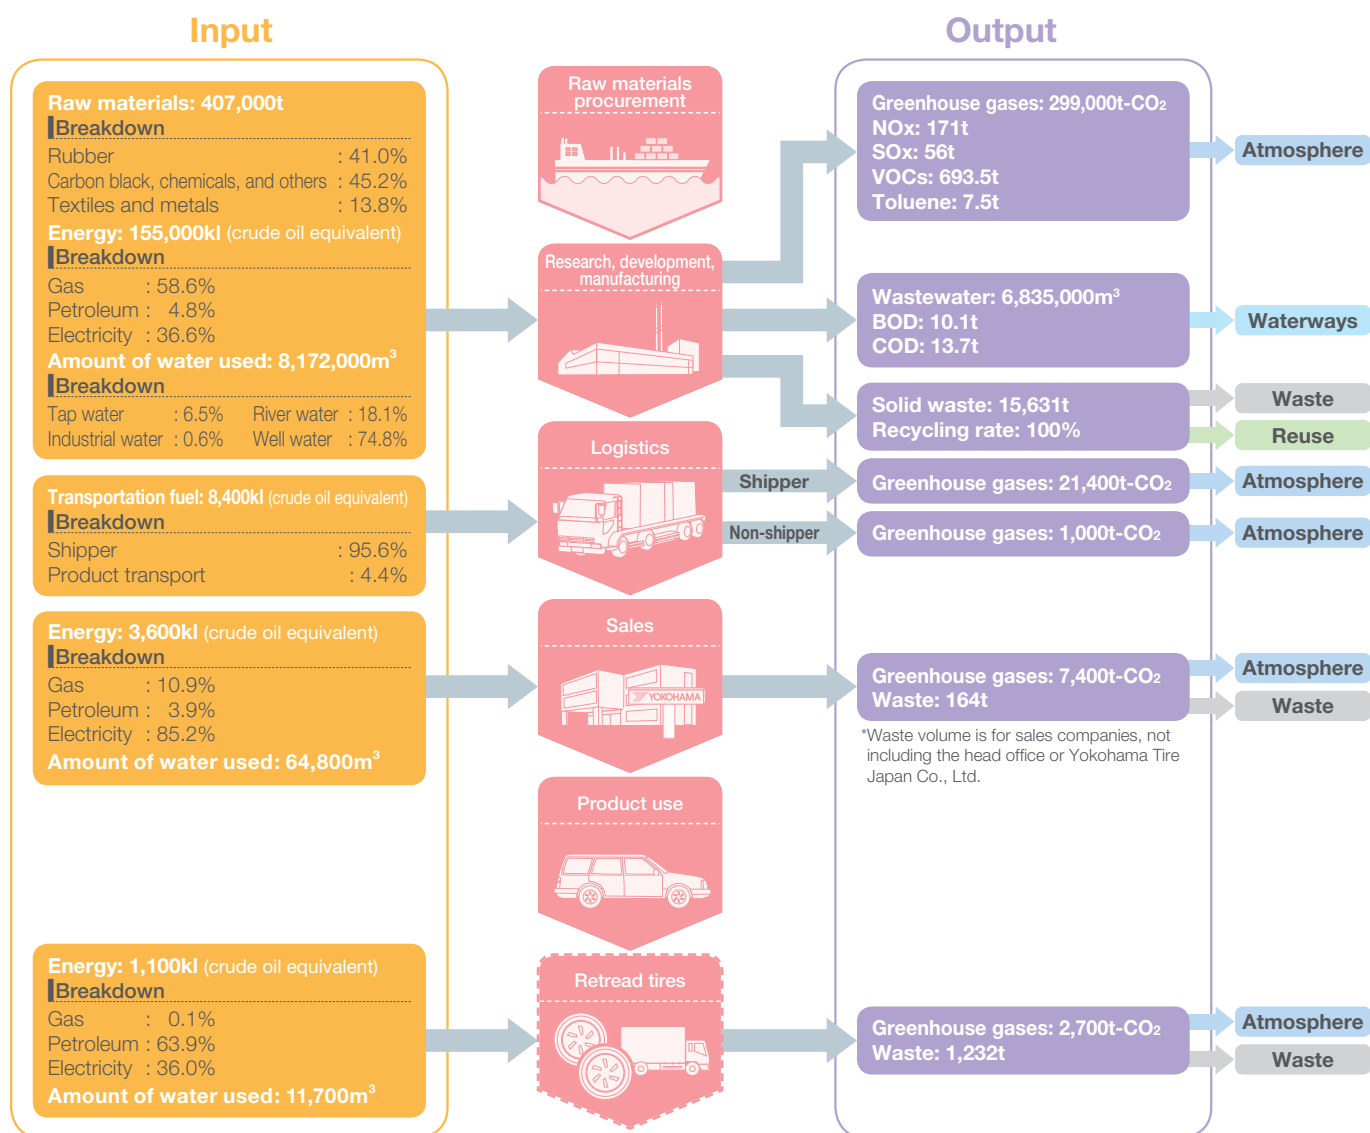 Input
Raw materials: 407,000t
Breakdown
Rubber : 41.0%
Carbon black, chemicals, and others : 45.2%
Textiles and metals : 13.8%
Energy: 155,000kl (crude oil equivalent)
Breakdown
Gas : 58.6%
Petroleum : 4.8%
Electricity : 36.6%
Amount of water used: 8,172,000m³
Breakdown
Tap water : 6.5% River water : 18.1%
Industrial water : 0.6% Well water : 74.8%
Transportation fuel: 8,400kl (crude oil equivalent)
Breakdown
Shipper : 95.6%
Product transport : 4.4%
Energy: 3,600kl (crude oil equivalent)
Breakdown
Gas : 10.9%
Petroleum : 3.9%
Electricity : 85.2%
Amount of water used: 64,800m³
Energy: 1,100kl (crude oil equivalent)
Breakdown
Gas : 0.1%
Petroleum : 63.9%
Electricity : 36.0%
Amount of water used: 11,700m³
Raw materials
procurement
Research, development,
manufacturing
Logistics
Shipper
Non-shipper
Sales
YOKOHAMA
Product use
Retread tires
Output
Greenhouse gases: 299,000t-CO₂
NOx: 171t
SOx: 56t
VOCs: 693.5t
Toluene: 7.5t
Atmosphere
Wastewater: 6,835,000m³
BOD: 10.1t
COD: 13.7t
Waterways
Solid waste: 15,631t
Recycling rate: 100%
Waste
Reuse
Greenhouse gases: 21,400t-CO₂
Atmosphere
Greenhouse gases: 1,000t-CO₂
Atmosphere
Greenhouse gases: 7,400t-CO₂
Waste: 164t
Atmosphere
Waste
*Waste volume is for sales companies, not
including the head office or Yokohama Tire
Japan Co., Ltd.
Greenhouse gases: 2,700t-CO₂
Waste: 1,232t
Atmosphere
Waste